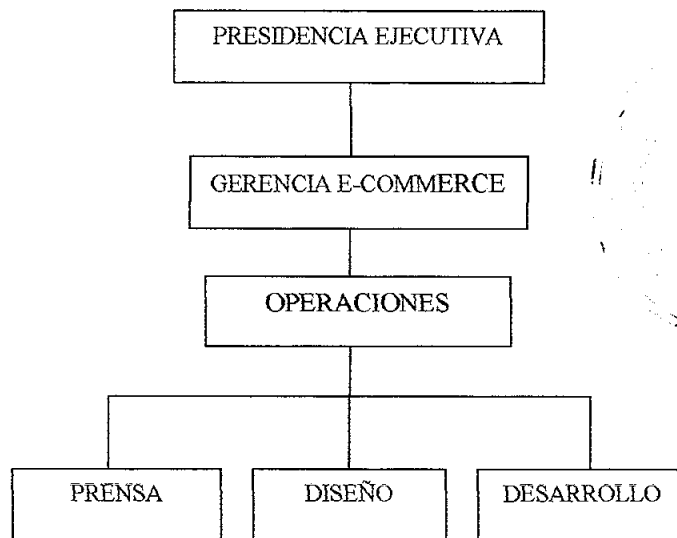 PRESIDENCIA EJECUTIVA
GERENCIA E-COMMERCE
OPERACIONES
PRENSA
DISEÑO
DESARROLLO